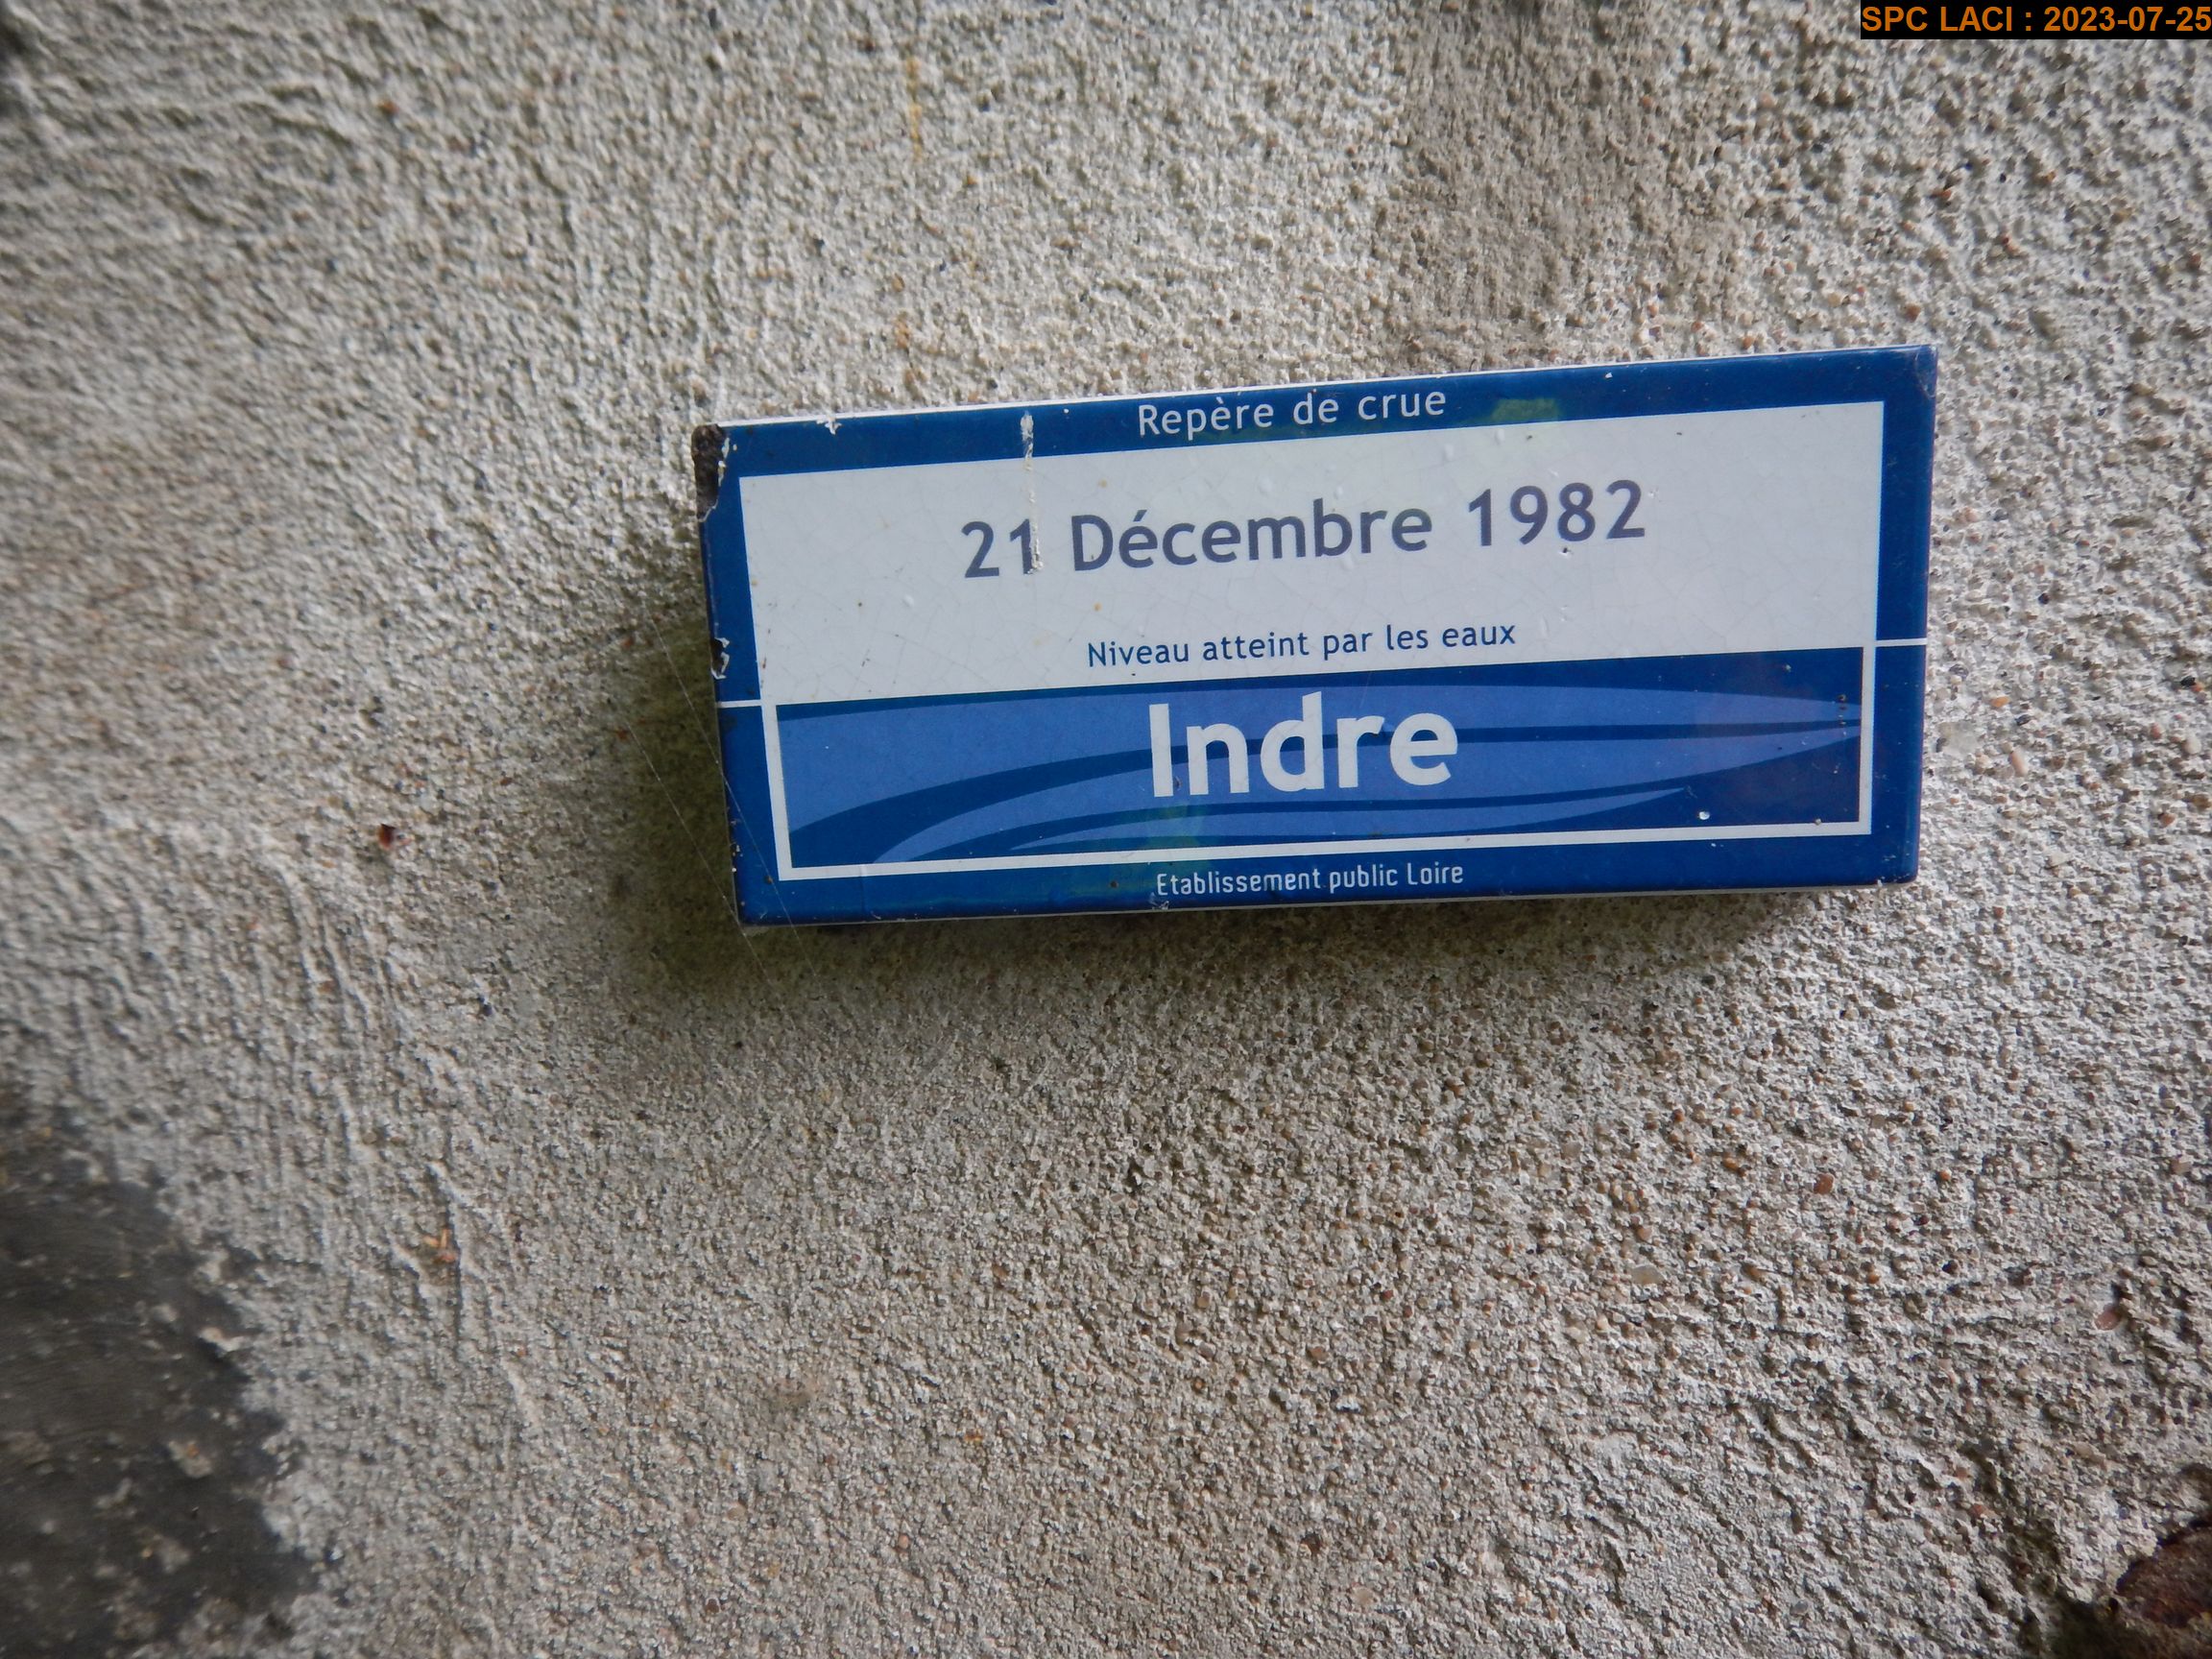 SPC LACI : 2023-07-25
Repère de crue
21 Décembre 1982
Niveau atteint par les eaux
Indre
Etablissement public Loire